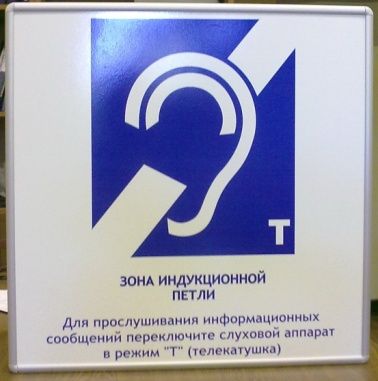 T
ЗОНА ИНДУКЦИОННОЙ
ПЕТЛИ
Для прослушивания информационных
сообщений переключите слуховой аппарат
в режим "Т" (телекатушка)